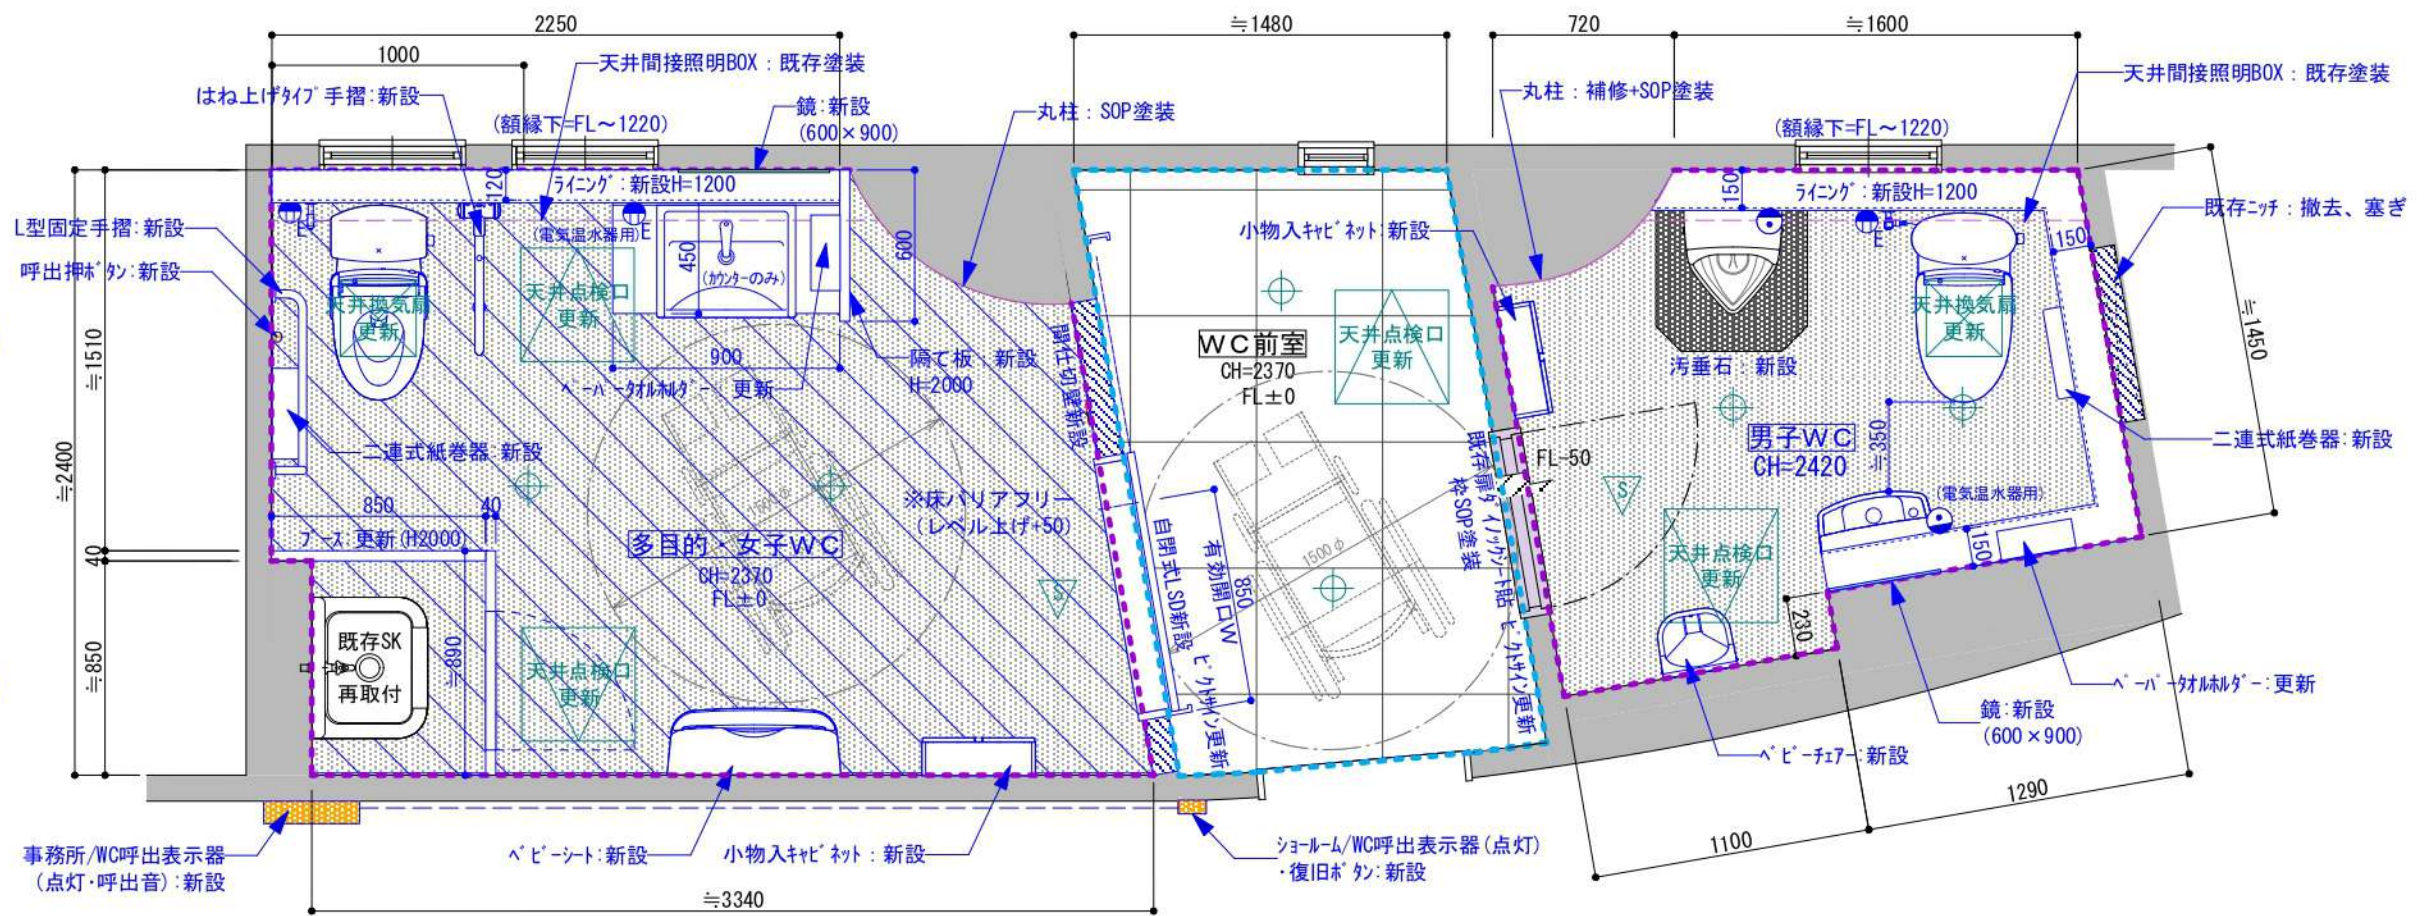 2250
≒1480
720
≒1600
1000
天井間接照明BOX：既存塗装
天井間接照明BOX：既存塗装
はね上げﾀｲﾌﾟ手摺:新設
鏡:新設
(600×900)
丸柱：SOP塗装
丸柱：補修+SOP塗装
(額縁下=FL～1220)
(額縁下=FL～1220)
120
ﾗｲﾆﾝｸﾞ：新設H=1200
150
ﾗｲﾆﾝｸﾞ：新設H=1200
既存ﾆｯﾁ：撤去、塞ぎ
L型固定手摺:新設
呼出押ﾎﾞﾀﾝ:新設
E
(電気温水器用)E
450
(ｶｳﾝﾀｰのみ)
600
小物入ｷｬﾋﾞﾈｯﾄ:新設
E
150
天井換気扇
更新
天井点検口
更新
間仕切壁新設
WC前室
CH=2370
FL±0
天井点検口
更新
天井換気扇
更新
≒1450
≒1510
900
隔て板：新設
H=2000
ﾍﾟｰﾊﾟｰﾀｵﾙﾎﾙﾀﾞｰ：更新
汚垂石：新設
≒2400
二連式紙巻器:新設
既存扉ﾀﾞｲﾉｯｸｼｰﾄ貼
枠SOP塗装
FL-50
男子WC
CH=2420
≒350
二連式紙巻器:新設
1500φ
※床バリアフリー
（レベル上げ+50）
S
(電気温水器用)
850
40
ﾌﾞｰｽ:更新(H2000)
多目的・女子WC
CH=2370
FL±0
自閉式LSD新設
有効開口W
850
1500φ
天井点検口
更新
150
40
S
ﾋﾟｸﾄｻｲﾝ更新
ﾋﾟｸﾄｻｲﾝ更新
230
≒850
既存SK
再取付
≒890
天井点検口
更新
ﾍﾟｰﾊﾟｰﾀｵﾙﾎﾙﾀﾞｰ:更新
鏡:新設
(600×900)
ﾍﾞﾋﾞｰﾁｪｱｰ:新設
1290
1100
事務所/WC呼出表示器
(点灯･呼出音):新設
ﾍﾞﾋﾞｰｼｰﾄ:新設
小物入ｷｬﾋﾞﾈｯﾄ：新設
ｼｮｰﾙｰﾑ/WC呼出表示器(点灯)
･復旧ﾎﾞﾀﾝ:新設
≒3340